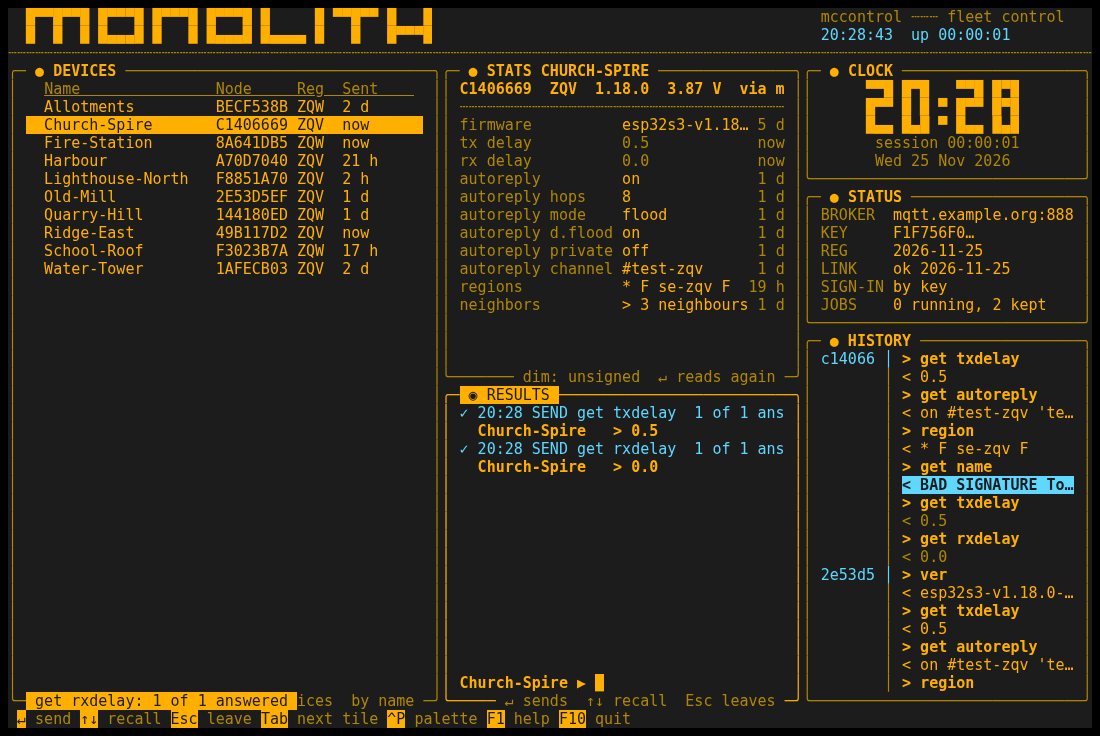 MONOLITH
mccontrol ┄┄┄ fleet control
20:28:43 up 00:00:01
● DEVICES
Name Node Reg Sent
Allotments BECF538B ZQW 2 d
Church-Spire C1406669 ZQV now
Fire-Station 8A641DB5 ZQW now
Harbour A70D7040 ZQV 21 h
Lighthouse-North F8851A70 ZQV 2 h
Old-Mill 2E53D5EF ZQV 1 d
Quarry-Hill 144180ED ZQW 1 d
Ridge-East 49B117D2 ZQV now
School-Roof F3023B7A ZQW 17 h
Water-Tower 1AFECB03 ZQV 2 d
get rxdelay: 1 of 1 answered ices by name
● STATS CHURCH-SPIRE
C1406669 ZQV 1.18.0 3.87 V via m
firmware esp32s3-v1.18… 5 d
tx delay 0.5 now
rx delay 0.0 now
autoreply on 1 d
autoreply hops 8 1 d
autoreply mode flood 1 d
autoreply d.flood on 1 d
autoreply private off 1 d
autoreply channel #test-zqv 1 d
regions * F se-zqv F 19 h
neighbors > 3 neighbours 1 d
dim: unsigned ↵ reads again
◉ RESULTS
✓ 20:28 SEND get txdelay 1 of 1 ans
Church-Spire > 0.5
✓ 20:28 SEND get rxdelay 1 of 1 ans
Church-Spire > 0.0
Church-Spire ▶
↵ sends ↑↓ recall Esc leaves
● CLOCK
20:28
session 00:00:01
Wed 25 Nov 2026
● STATUS
BROKER mqtt.example.org:888
KEY F1F756F0…
REG 2026-11-25
LINK ok 2026-11-25
SIGN-IN by key
JOBS 0 running, 2 kept
● HISTORY
c14066 > get txdelay
< 0.5
> get autoreply
< on #test-zqv 'te…
> region
< * F se-zqv F
> get name
< BAD SIGNATURE To…
> get txdelay
< 0.5
> get rxdelay
< 0.0
2e53d5 > ver
< esp32s3-v1.18.0-…
> get txdelay
< 0.5
> get autoreply
< on #test-zqv 'te…
> region
↵ send ↑↓ recall Esc leave Tab next tile ^P palette F1 help F10 quit